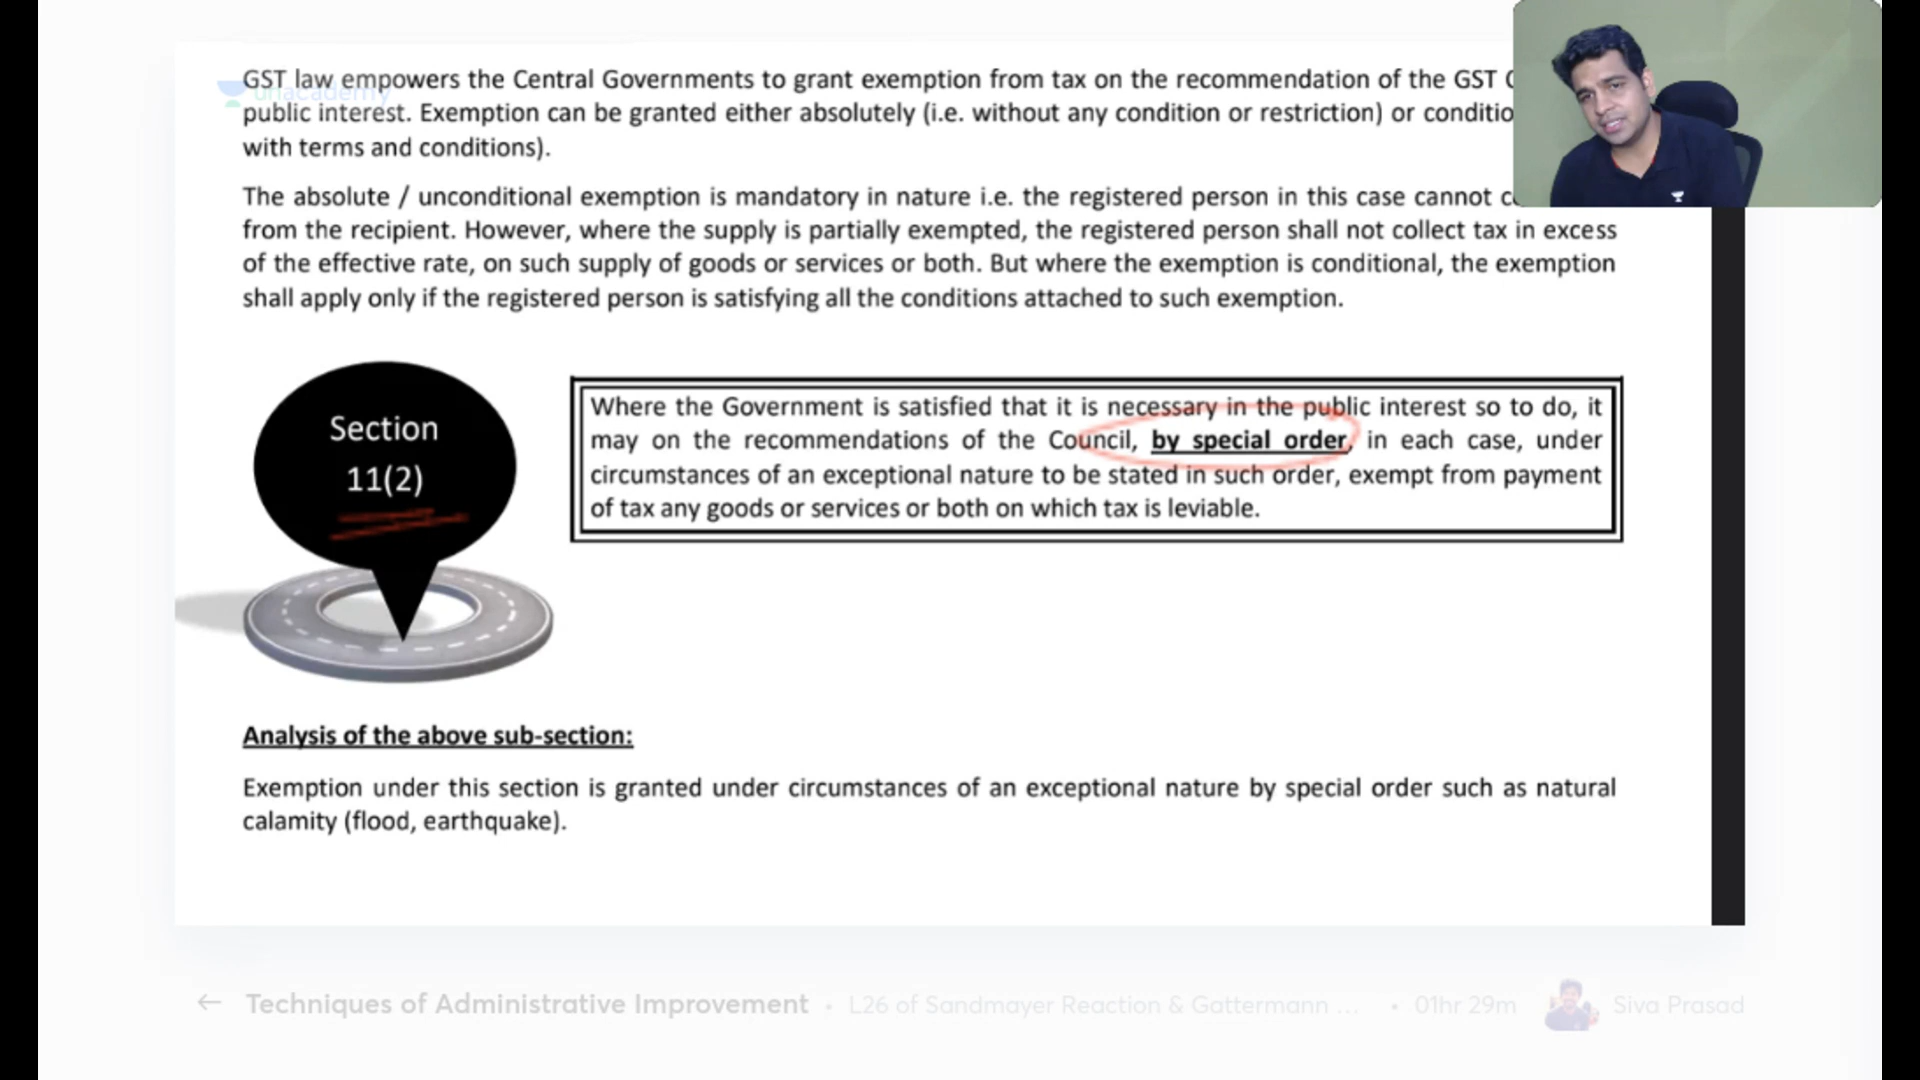 GST law empowers the Central Governments to grant exemption from tax on the recommendation of the GST
unacademy
public interest. Exemption can be granted either absolutely (i.e. without any condition or restriction) or
with terms and conditions).
The absolute / unconditional exemption is mandatory in nature i.e. the registered person in this case cannot
from the recipient. However, where the supply is partially exempted, the registered person shall not collect tax in excess
of the effective rate, on such supply of goods or services or both. But where the exemption is conditional, the exemption
shall apply only if the registered person is satisfying all the conditions attached to such exemption.
Section
11(2)
Where the Government is satisfied that it is necessary in the public interest so to do, it
may on the recommendations of the Council, by special order, in each case, under
circumstances of an exceptional nature to be stated in such order, exempt from payment
of tax any goods or services or both on which tax is leviable.
Analysis of the above sub-section:
Exemption under this section is granted under circumstances of an exceptional nature by special order such as natural
calamity (flood, earthquake).
← Techniques of Administrative Improvement • L26 of Sandmayer Reaction & Gattermann ... • 01hr 29m Siva Prasad